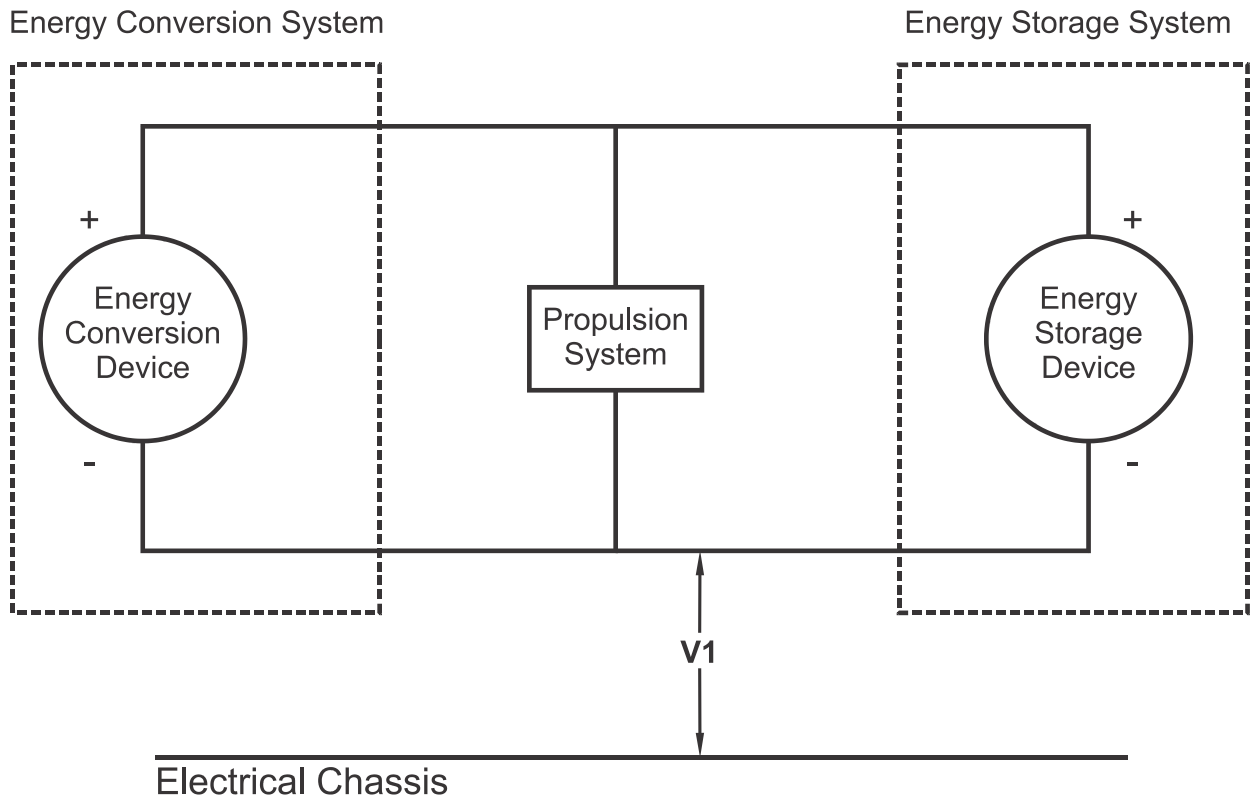 Energy Conversion System
Energy Storage System
+
Energy
Conversion
Device
-
Propulsion
System
+
Energy
Storage
Device
-
V1
Electrical Chassis